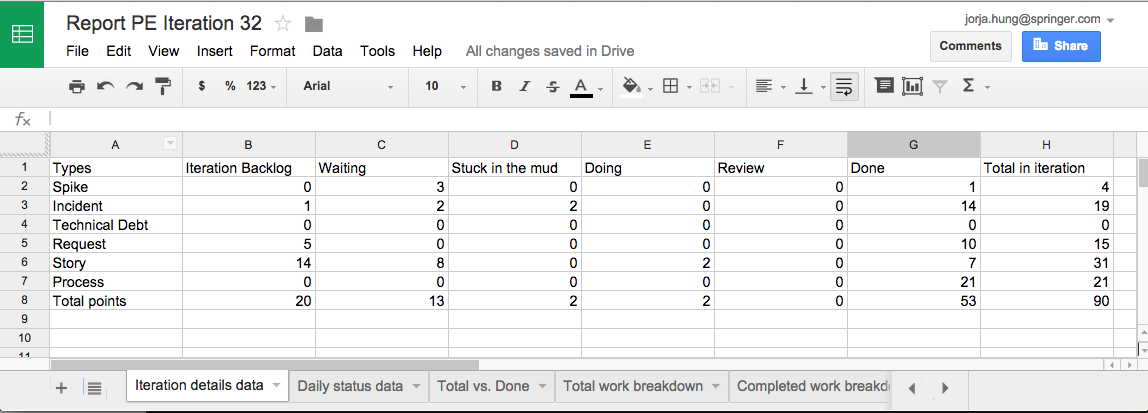 Report PE Iteration 32
jorja.hung@springer.com
File Edit View Insert Format Data Tools Help All changes saved in Drive
Comments Share
$ % 123 Arial 10 B I S A Σ
fx
A B C D E F G H
1 Types Iteration Backlog Waiting Stuck in the mud Doing Review Done Total in iteration
2 Spike 0 3 0 0 0 1 4
3 Incident 1 2 2 0 0 14 19
4 Technical Debt 0 0 0 0 0 0 0
5 Request 5 0 0 0 0 10 15
6 Story 14 8 0 2 0 7 31
7 Process 0 0 0 0 0 21 21
8 Total points 20 13 2 2 0 53 90
9
10
11
+ Iteration details data Daily status data Total vs. Done Total work breakdown Completed work breakd